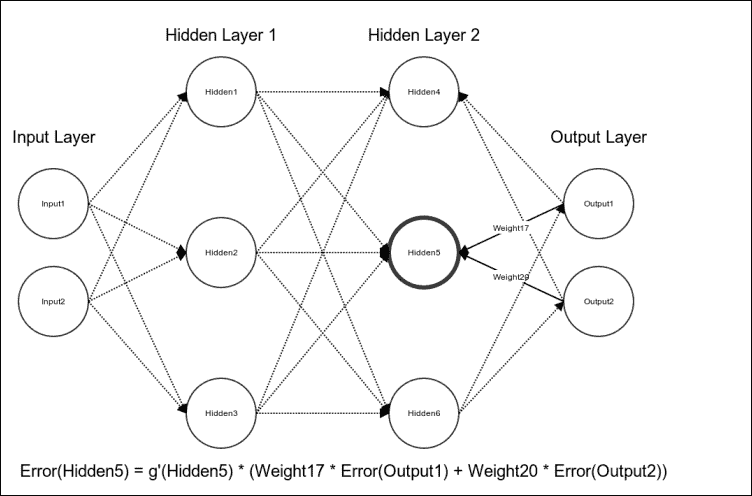 Hidden Layer 1
Hidden Layer 2
Input Layer
Output Layer
Hidden1
Hidden4
Input1
Output1
Weight17
Hidden2
Hidden5
Weight20
Input2
Output2
Hidden3
Hidden6
Error(Hidden5) = g'(Hidden5) * (Weight17 * Error(Output1) + Weight20 * Error(Output2))